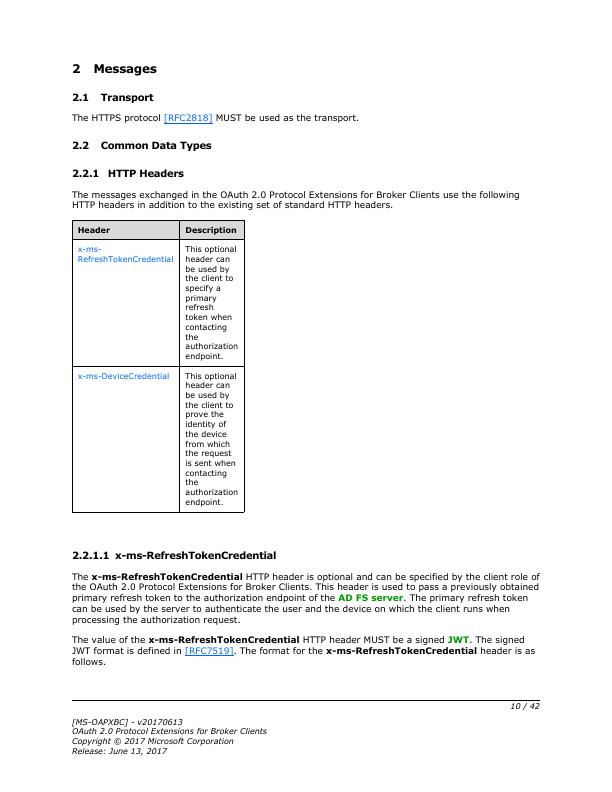 2 Messages
2.1 Transport
The HTTPS protocol [RFC2818] MUST be used as the transport.
2.2 Common Data Types
2.2.1 HTTP Headers
The messages exchanged in the OAuth 2.0 Protocol Extensions for Broker Clients use the following
HTTP headers in addition to the existing set of standard HTTP headers.
Header Description
x-ms-
RefreshTokenCredential
This optional
header can
be used by
the client to
specify a
primary
refresh
token when
contacting
the
authorization
endpoint.
x-ms-DeviceCredential
This optional
header can
be used by
the client to
prove the
identity of
the device
from which
the request
is sent when
contacting
the
authorization
endpoint.
2.2.1.1 x-ms-RefreshTokenCredential
The x-ms-RefreshTokenCredential HTTP header is optional and can be specified by the client role of
the OAuth 2.0 Protocol Extensions for Broker Clients. This header is used to pass a previously obtained
primary refresh token to the authorization endpoint of the AD FS server. The primary refresh token
can be used by the server to authenticate the user and the device on which the client runs when
processing the authorization request.
The value of the x-ms-RefreshTokenCredential HTTP header MUST be a signed JWT. The signed
JWT format is defined in [RFC7519]. The format for the x-ms-RefreshTokenCredential header is as
follows.
10 / 42
[MS-OAPXBC] - v20170613
OAuth 2.0 Protocol Extensions for Broker Clients
Copyright © 2017 Microsoft Corporation
Release: June 13, 2017